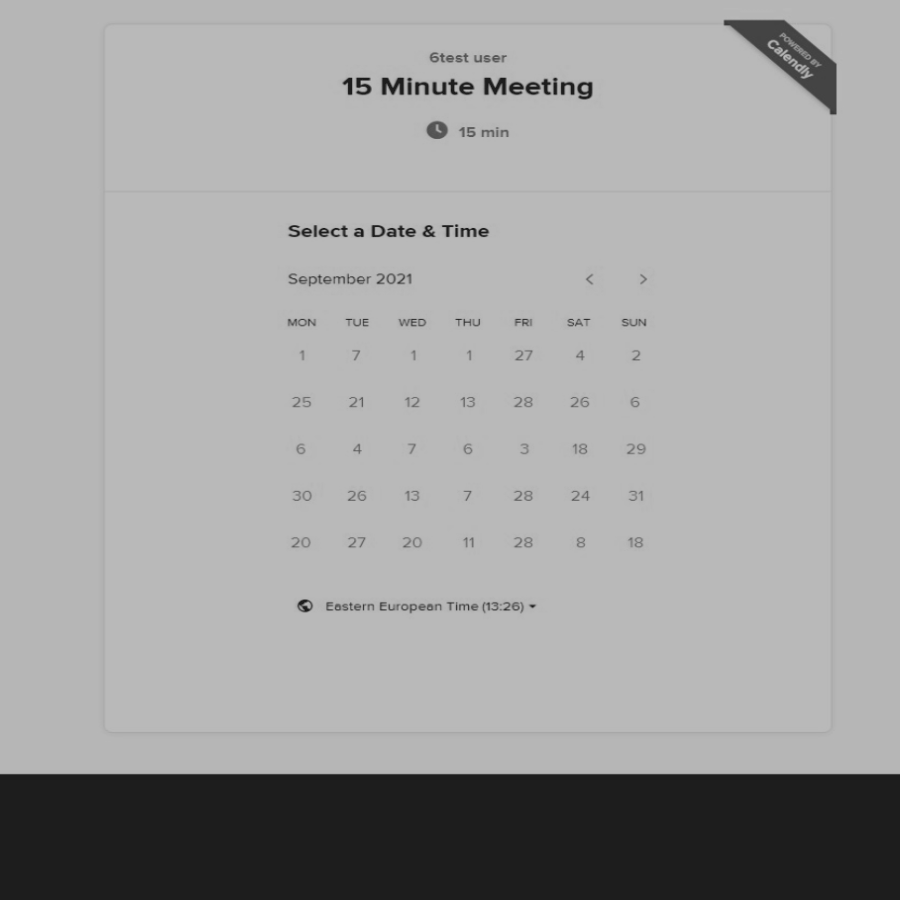 POWERED BY
Calendly
6test user
15 Minute Meeting
15 min
Select a Date & Time
September 2021
MON TUE WED THU FRI SAT SUN
1 7 1 1 27 4 2
25 21 12 13 28 26 6
6 4 7 6 3 18 29
30 26 13 7 28 24 31
20 27 20 11 28 8 18
Eastern European Time (13:26)